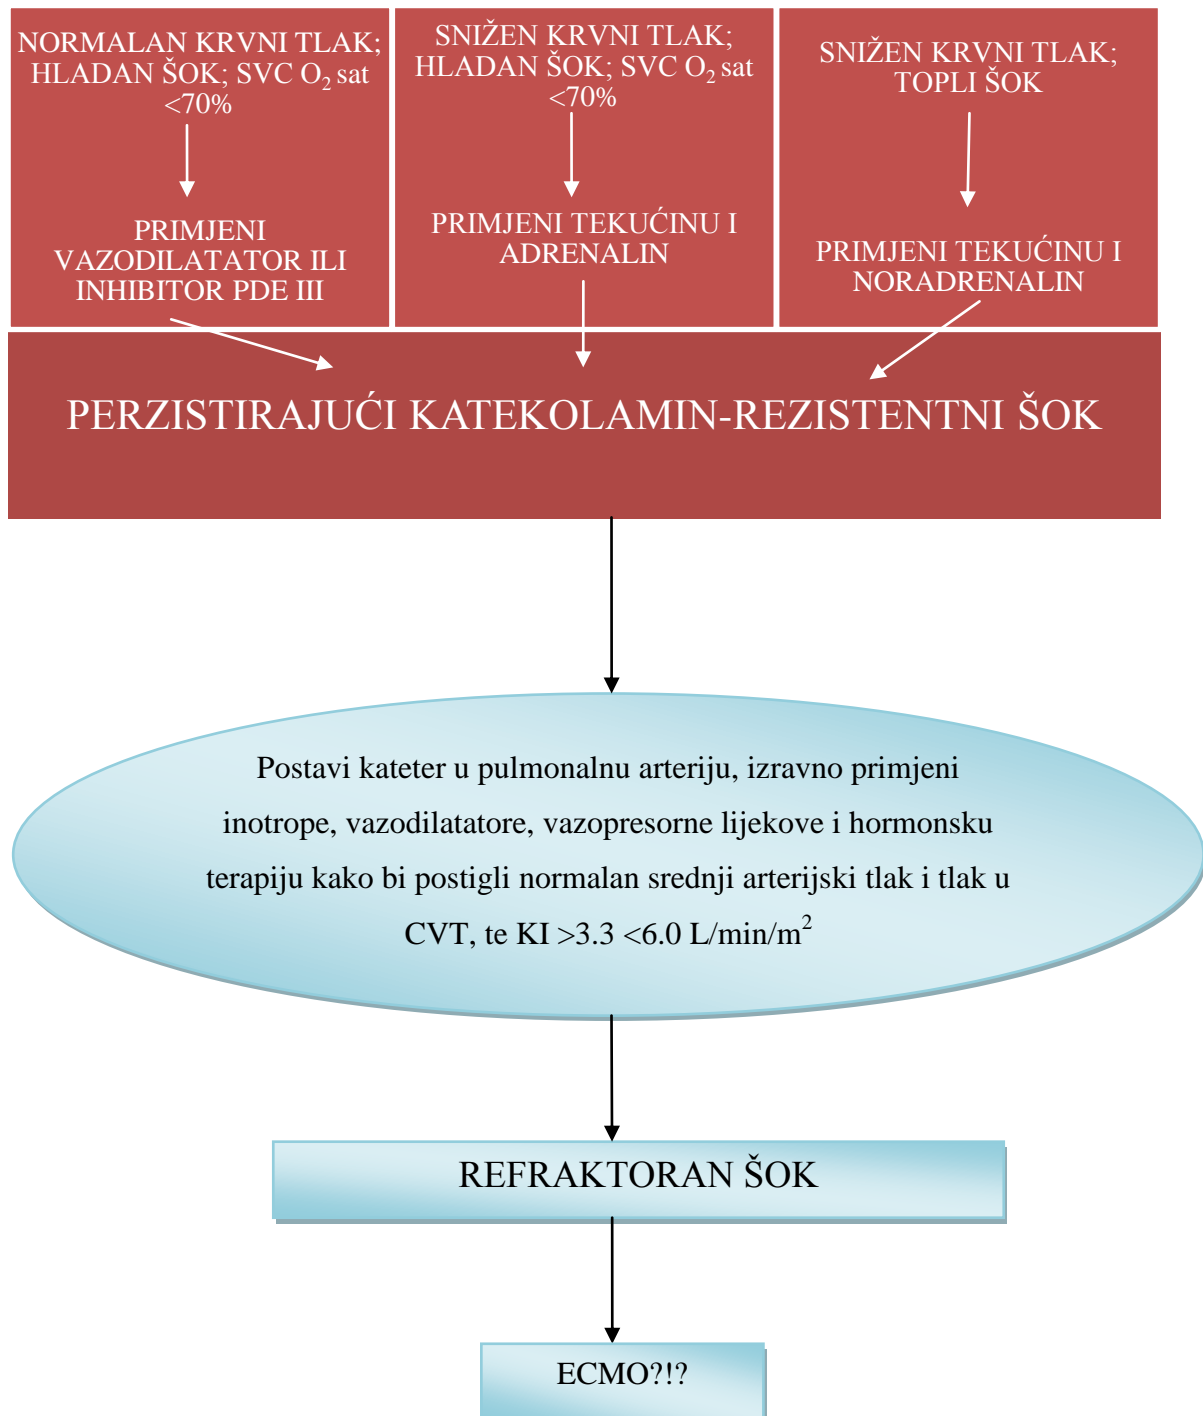 NORMALAN KRVNI TLAK;
HLADAN ŠOK; SVC O₂ sat
<70%
PRIMJENI
VAZODILATATOR ILI
INHIBITOR PDE III
SNIŽEN KRVNI TLAK;
HLADAN ŠOK; SVC O₂ sat
<70%
PRIMJENI TEKUĆINU I
ADRENALIN
SNIŽEN KRVNI TLAK;
TOPLI ŠOK
PRIMJENI TEKUĆINU I
NORADRENALIN
PERZISTIRAJUĆI KATEKOLAMIN-REZISTENTNI ŠOK
Postavi kateter u pulmonalnu arteriju, izravno primjeni
inotrope, vazodilatatore, vazopresorne lijekove i hormonsku
terapiju kako bi postigli normalan srednji arterijski tlak i tlak u
CVT, te KI >3.3 <6.0 L/min/m²
REFRAKTORAN ŠOK
ECMO?!?